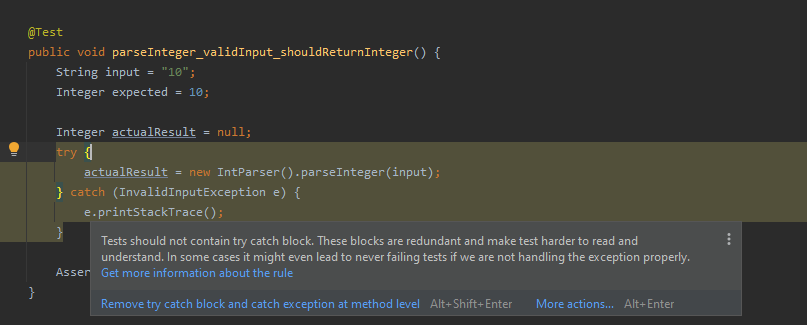 @Test
public void parseInteger_validInput_shouldReturnInteger() {
String input = "10";
Integer expected = 10;
Integer actualResult = null;
try {
actualResult = new IntParser().parseInteger(input);
} catch (InvalidInputException e) {
e.printStackTrace();
}
Tests should not contain try catch block. These blocks are redundant and make test harder to read and
understand. In some cases it might even lead to never failing tests if we are not handling the exception properly.
Get more information about the rule
Asser
Remove try catch block and catch exception at method level Alt+Shift+Enter More actions... Alt+Enter
}